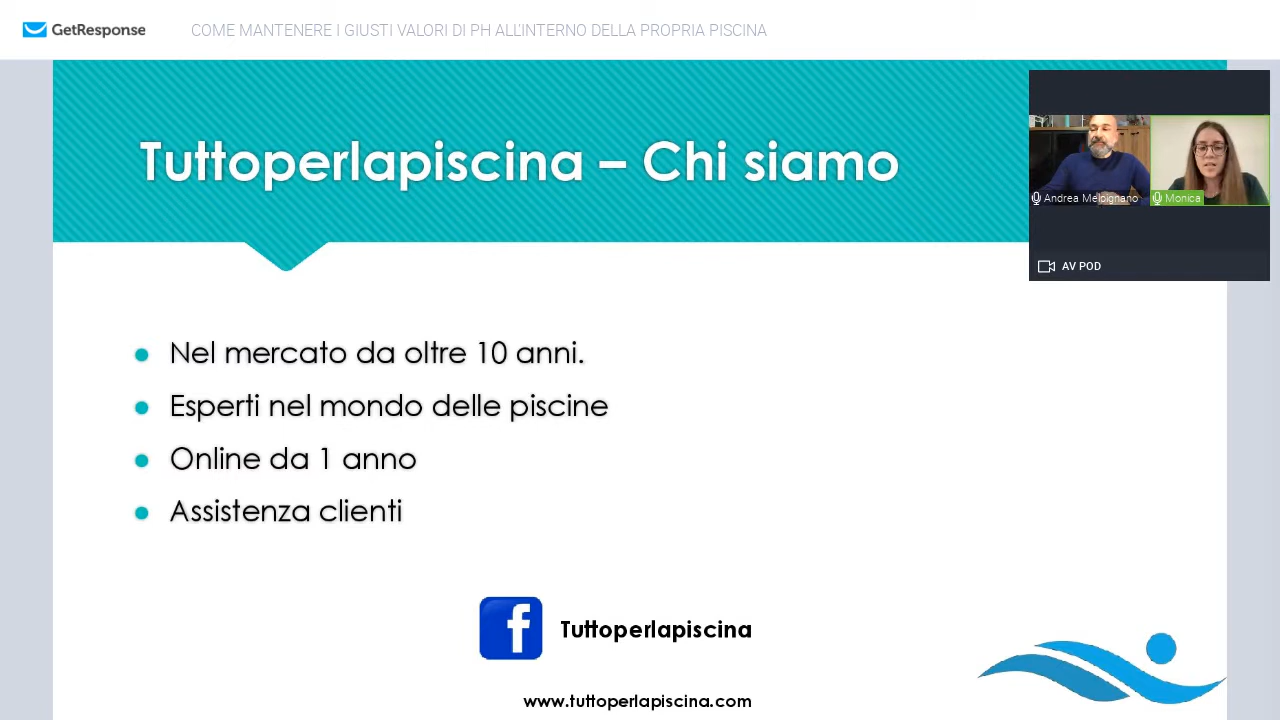 GetResponse
COME MANTENERE I GIUSTI VALORI DI PH ALL'INTERNO DELLA PROPRIA PISCINA
Tuttoperlapiscina – Chi siamo
Andrea Melpignano
Monica
AV POD
Nel mercato da oltre 10 anni.
Esperti nel mondo delle piscine
Online da 1 anno
Assistenza clienti
f
Tuttoperlapiscina
www.tuttoperlapiscina.com